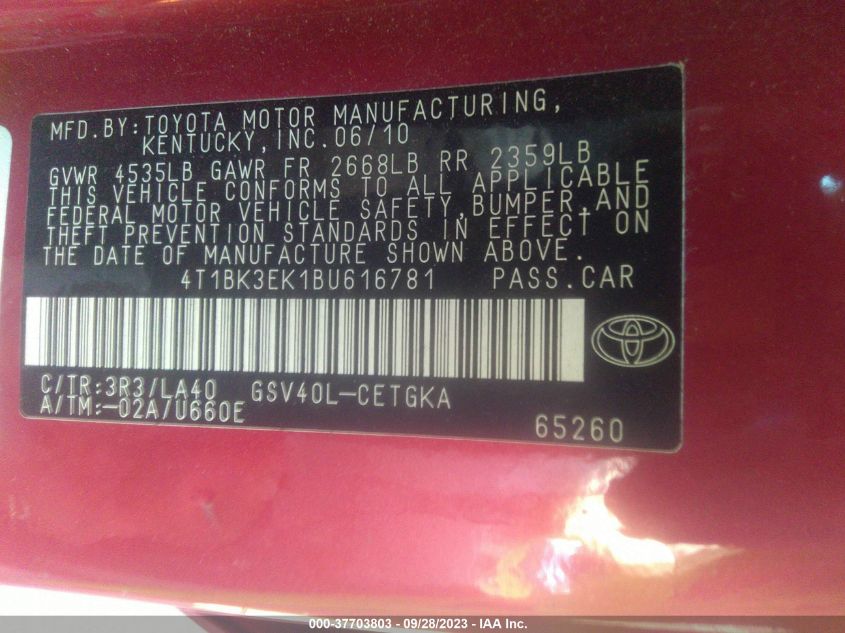 MFD.BY:TOYOTA MOTOR MANUFACTURING,
KENTUCKY,INC.06/10
GVWR 4535LB GAWR FR 2668LB RR 2359LB
THIS VEHICLE CONFORMS TO ALL APPLICABLE
FEDERAL MOTOR VEHICLE SAFETY,BUMPER,AND
THEFT PREVENTION STANDARDS IN EFFECT ON
THE DATE OF MANUFACTURE SHOWN ABOVE.
4T1BK3EK1BU616781 PASS.CAR
C/TR:3R3/LA40 GSV40L-CETGKA
A/TM:-02A/U660E
65260
000-37703803 - 09/28/2023 - IAA Inc.